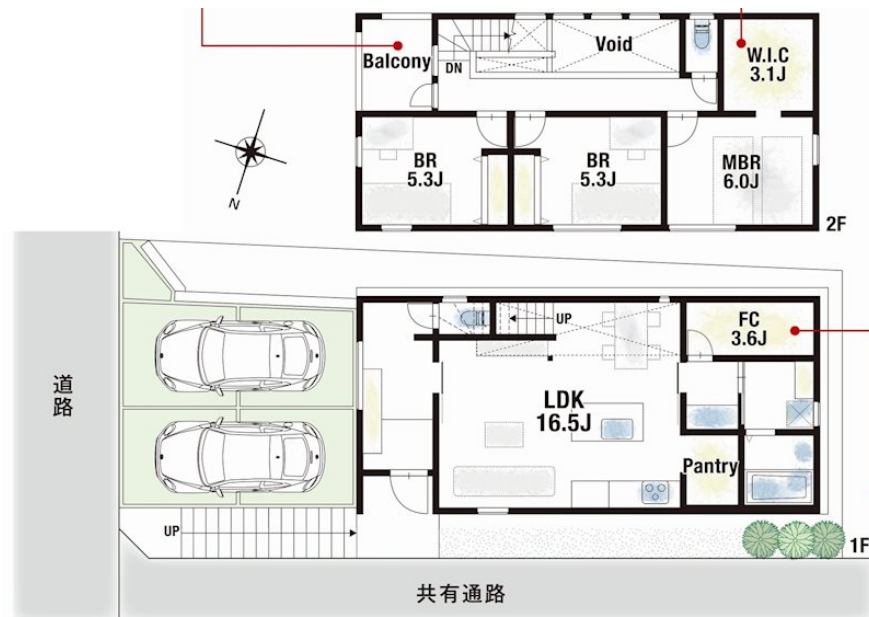 Balcony
DN
Void
W.I.C
3.1J
BR
5.3J
BR
5.3J
MBR
6.0J
2F
N
道路
UP
FC
3.6J
LDK
16.5J
Pantry
UP
1F
共有通路